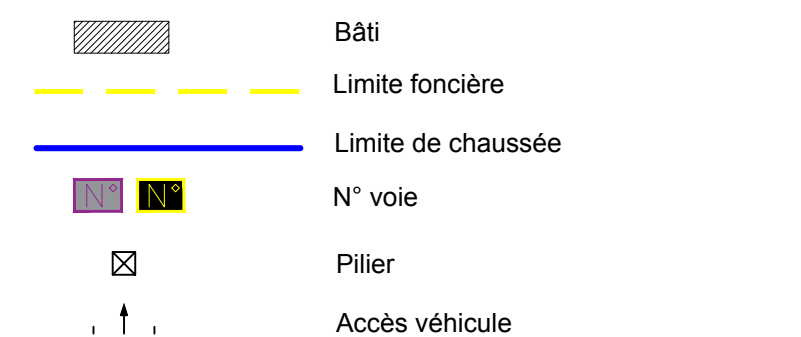 Bâti
Limite foncière
Limite de chaussée
N° N° N° voie
Pilier
Accès véhicule